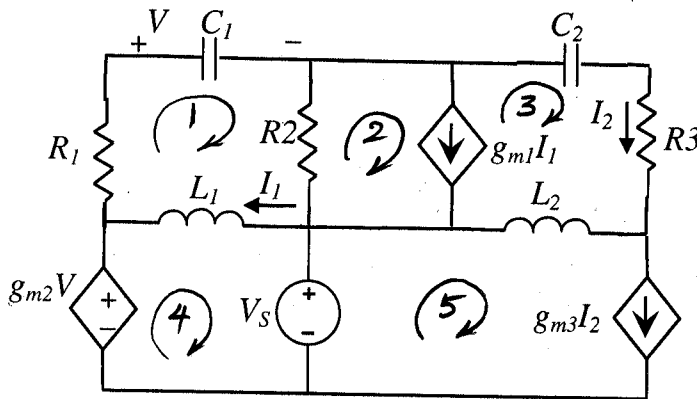 V C₁ C₂
+ −
1 3
R₁ R2 2 gm1I₁ I₂ R3
L₁ I₁ L₂
gm2V + − 4 VS + − 5 gm3I₂